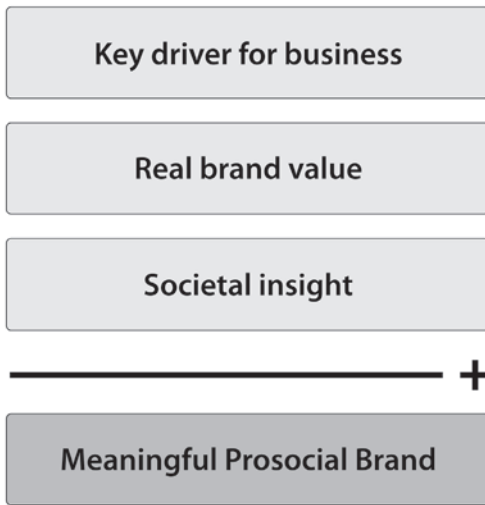 Key driver for business
Real brand value
Societal insight
+
Meaningful Prosocial Brand